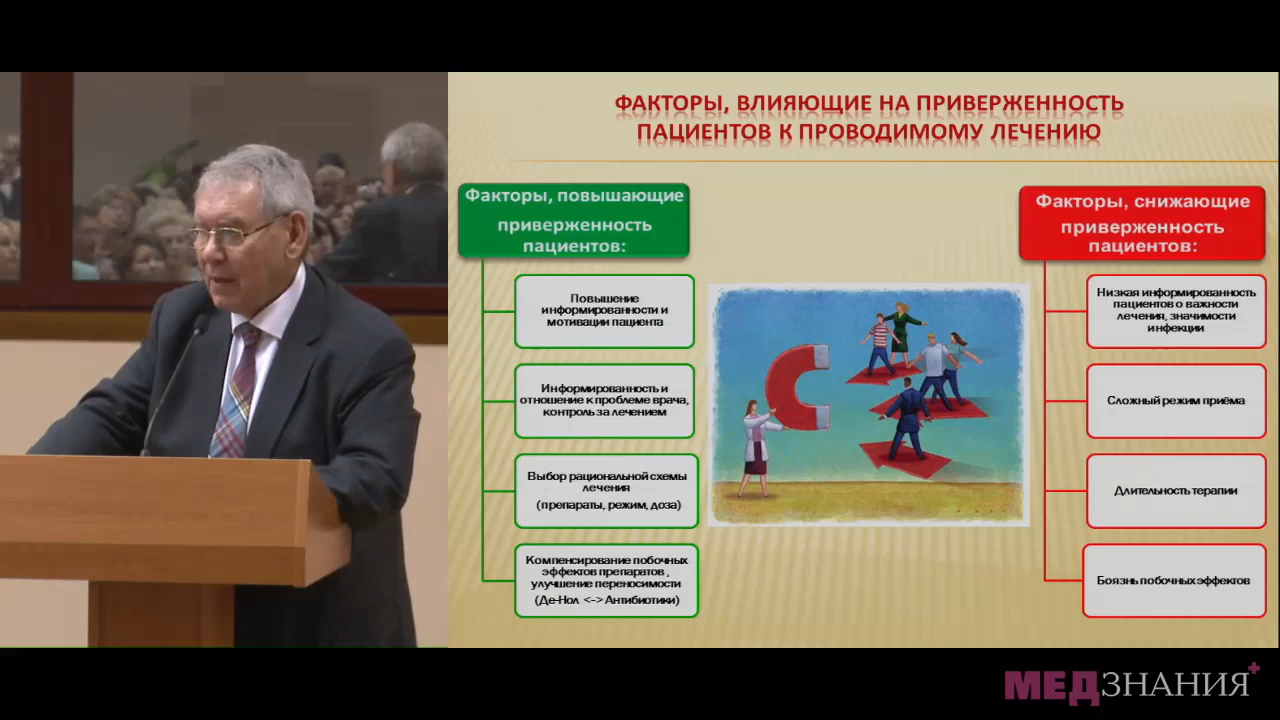 ФАКТОРЫ, ВЛИЯЮЩИЕ НА ПРИВЕРЖЕННОСТЬ
ПАЦИЕНТОВ К ПРОВОДИМОМУ ЛЕЧЕНИЮ
Факторы, повышающие
приверженность
пациентов:
Повышение
информированности и
мотивации пациента
Информированность и
отношение к проблеме врача,
контроль за лечением
Выбор рациональной схемы
лечения
(препараты, режим, доза)
Компенсирование побочных
эффектов препаратов ,
улучшение переносимости
(Де-Нол <-> Антибиотики)
Факторы, снижающие
приверженность
пациентов:
Низкая информированность
пациентов о важности
лечения, значимости
инфекции
Сложный режим приёма
Длительность терапии
Боязнь побочных эффектов
МЕДЗНАНИЯ+